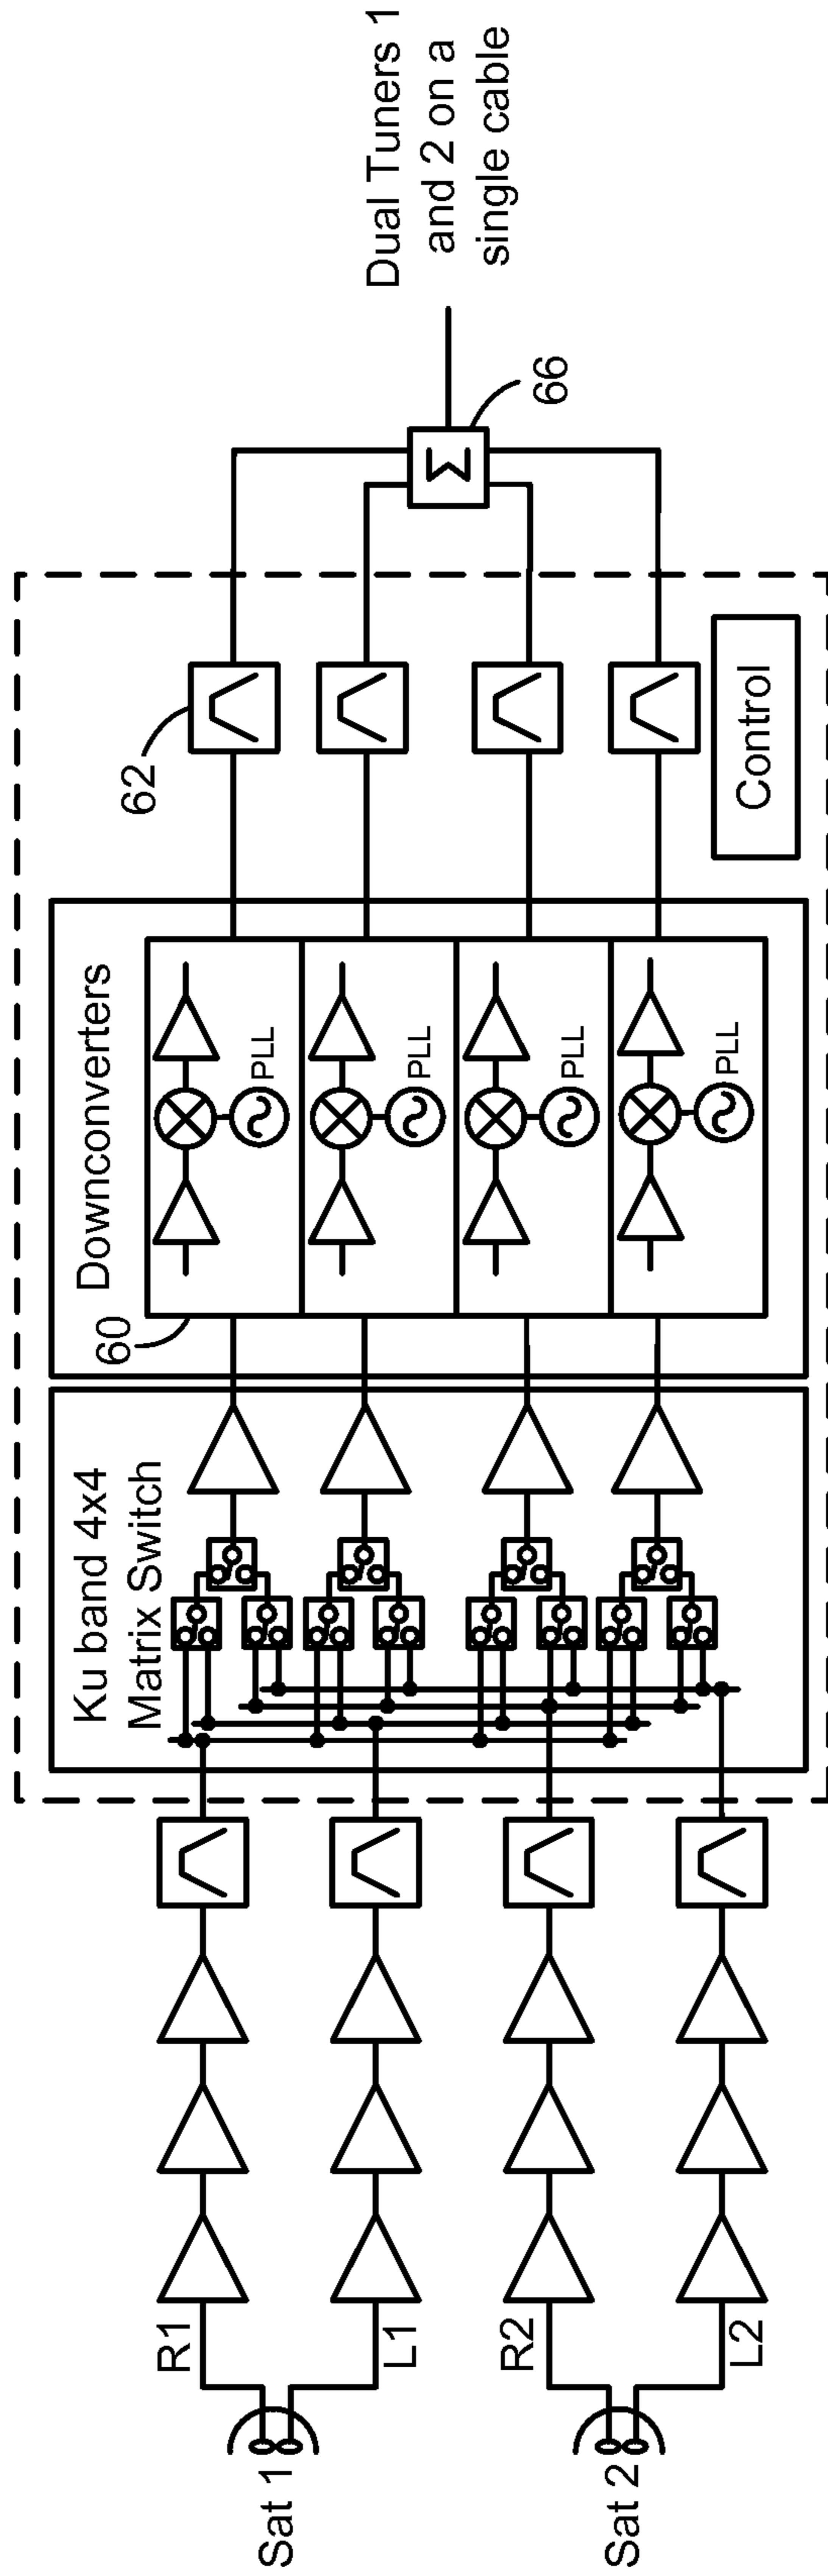 Sat 1
Sat 2
R1
L1
R2
L2
Ku band 4x4
Matrix Switch
Downconverters
60
PLL
PLL
PLL
PLL
62
Control
66
Σ
Dual Tuners 1
and 2 on a
single cable